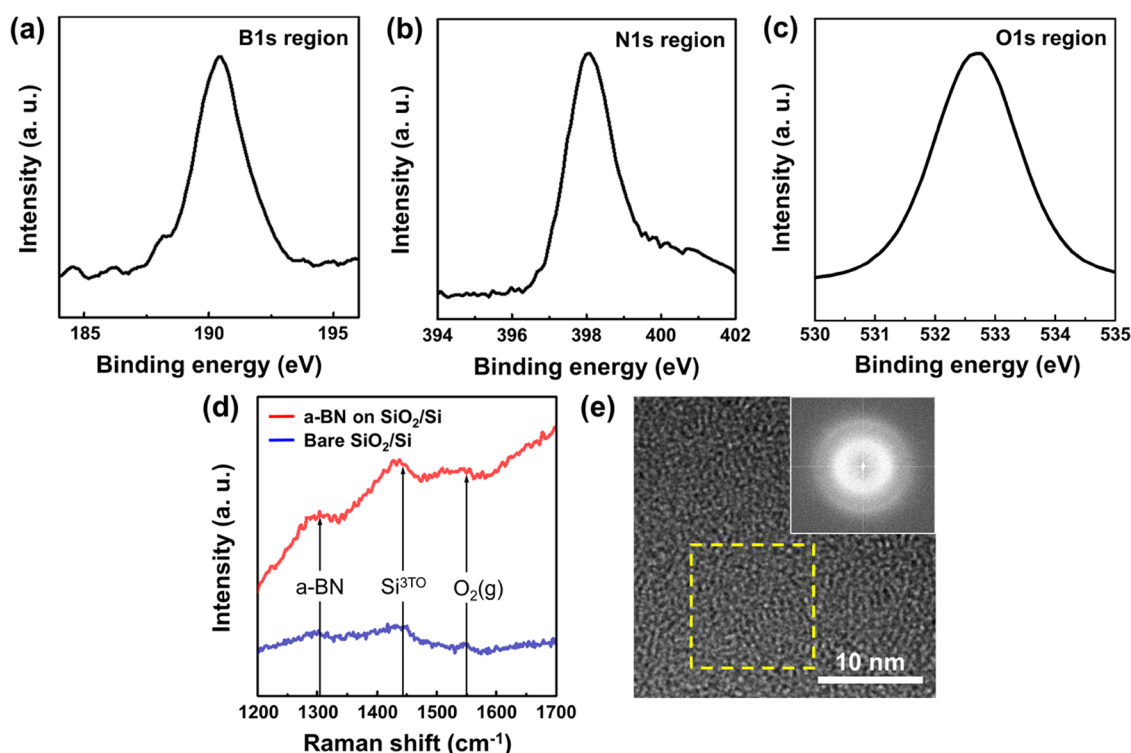 (a)
B1s region
Intensity (a. u.)
185 190 195
Binding energy (eV)
(b)
N1s region
Intensity (a. u.)
394 396 398 400 402
Binding energy (eV)
(c)
O1s region
Intensity (a. u.)
530 531 532 533 534 535
Binding energy (eV)
(d)
a-BN on SiO₂/Si
Bare SiO₂/Si
Intensity (a. u.)
a-BN
Si³ᵀᴼ
O₂(g)
1200 1300 1400 1500 1600 1700
Raman shift (cm⁻¹)
(e)
10 nm